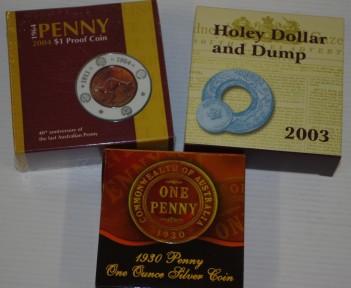 1964
PENNY
2004 $1 Proof Coin
1911 1964
40th anniversary of
the last Australian Penny
Holey Dollar
and Dump
2003
COMMONWEALTH OF AUSTRALIA
ONE
PENNY
1930
1930 Penny
One Ounce Silver Coin